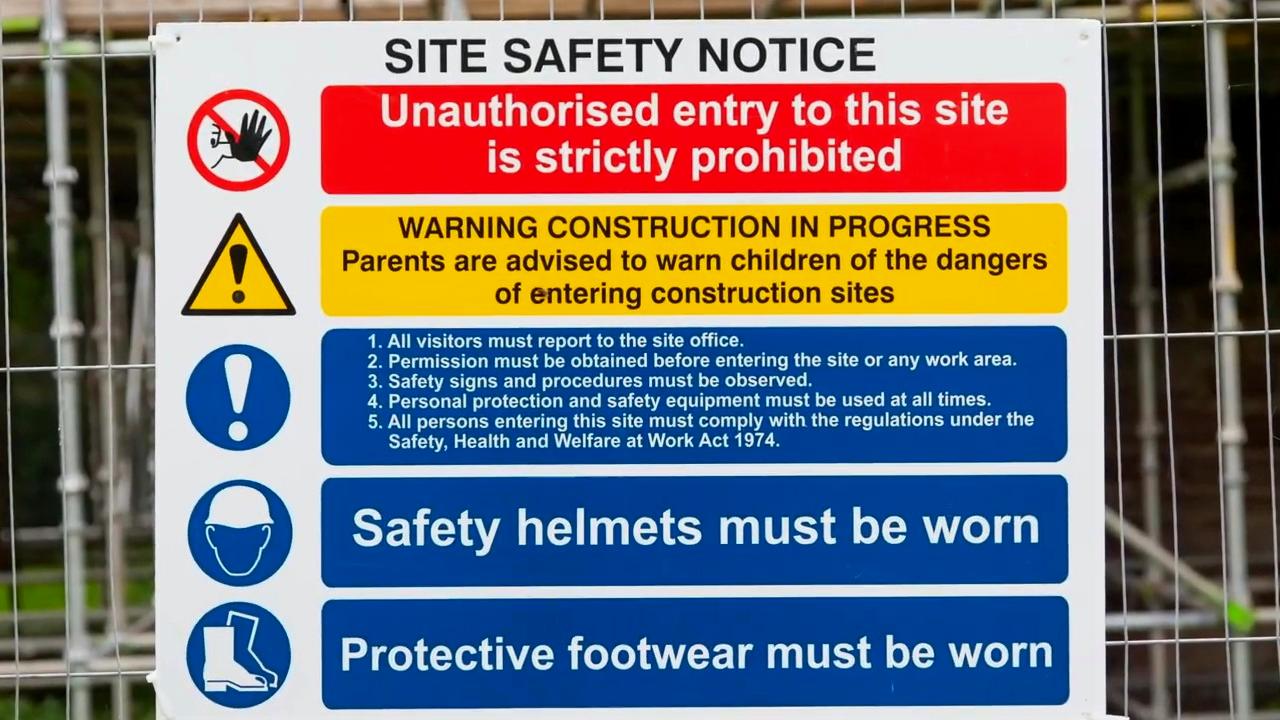 SITE SAFETY NOTICE
Unauthorised entry to this site
is strictly prohibited
WARNING CONSTRUCTION IN PROGRESS
Parents are advised to warn children of the dangers
of entering construction sites
1. All visitors must report to the site office.
2. Permission must be obtained before entering the site or any work area.
3. Safety signs and procedures must be observed.
4. Personal protection and safety equipment must be used at all times.
5. All persons entering this site must comply with the regulations under the
Safety, Health and Welfare at Work Act 1974.
Safety helmets must be worn
Protective footwear must be worn